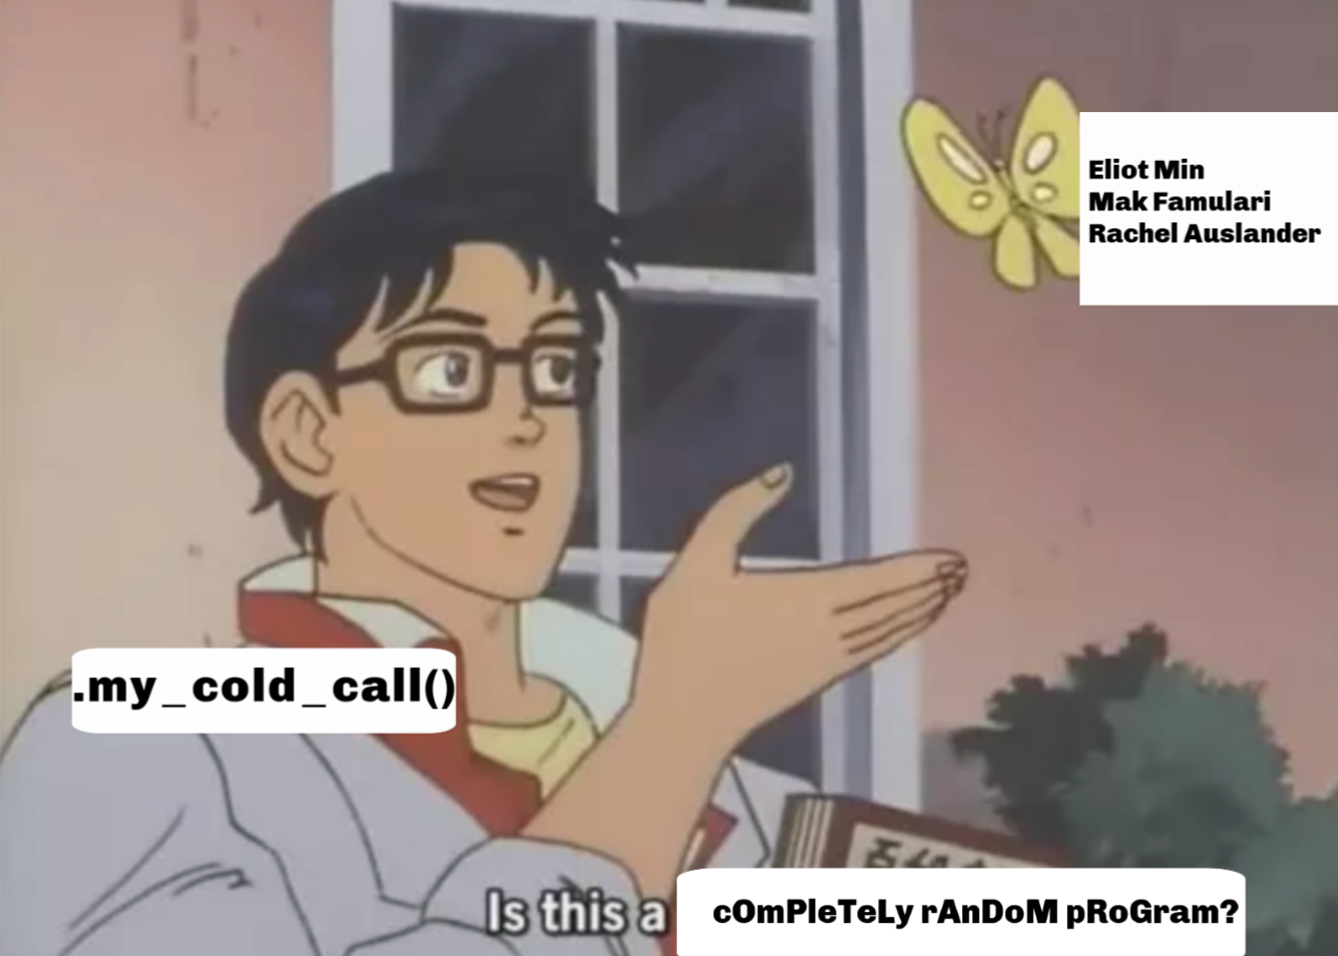 Eliot Min
Mak Famulari
Rachel Auslander
.my_cold_call()
Is this a cOmPleTeLy rAnDoM pRoGram?